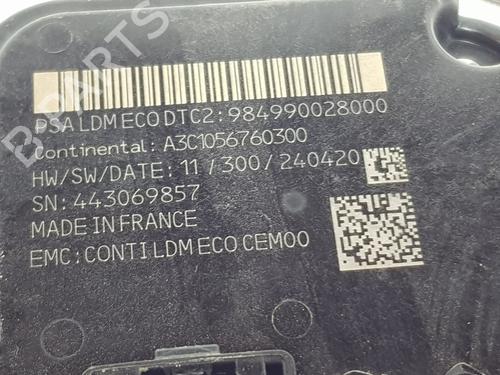 PSA LDM ECO DTC2: 984990028000
Continental: A3C1056760300
HW/SW/DATE: 11/300/240420
SN: 443069857
MADE IN FRANCE
EMC: CONTI LDM ECO CEM00